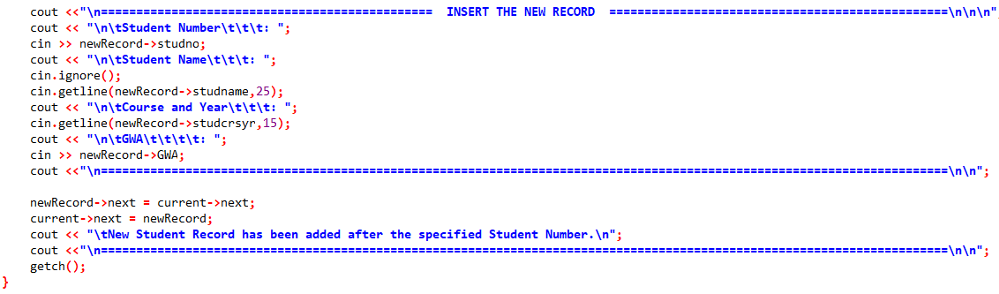 cout <<"\n===============================================  INSERT THE NEW RECORD  ================================================\n\n\n";
cout << "\n\tStudent Number\t\t\t: ";
cin >> newRecord->studno;
cout << "\n\tStudent Name\t\t\t: ";
cin.ignore();
cin.getline(newRecord->studname,25);
cout << "\n\tCourse and Year\t\t\t: ";
cin.getline(newRecord->studcrsyr,15);
cout << "\n\tGWA\t\t\t\t: ";
cin >> newRecord->GWA;
cout <<"\n========================================================================================================================\n\n";
newRecord->next = current->next;
current->next = newRecord;
cout << "\tNew Student Record has been added after the specified Student Number.\n";
cout <<"\n========================================================================================================================\n\n";
getch();
}